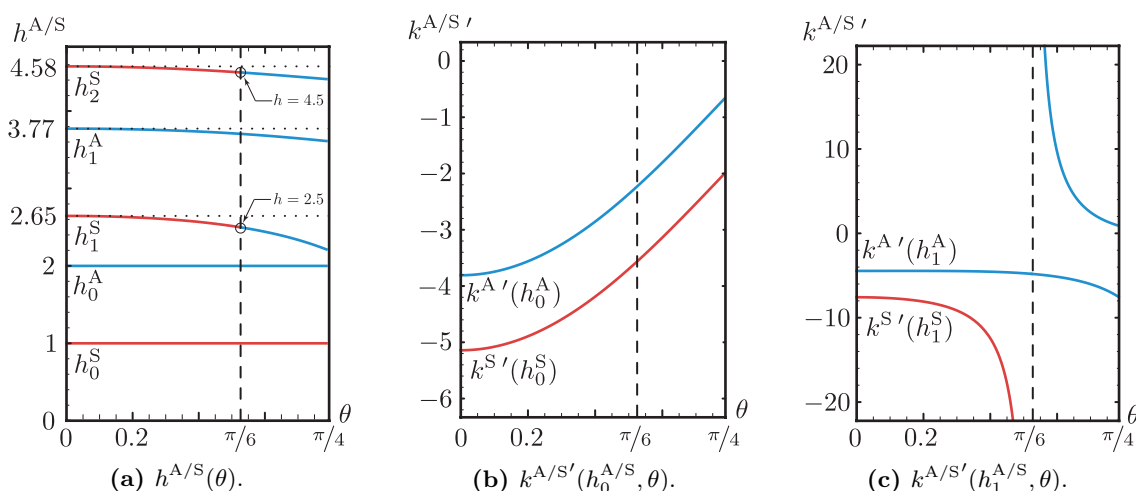 h^{A/S}
4.58
h_2^S
h = 4.5
3.77
h_1^A
2.65
h = 2.5
h_1^S
2
h_0^A
1
h_0^S
0
θ
0
0.2
π/6
π/4
(a) h^{A/S}(θ).
k^{A/S ′}
0
−1
−2
−3
−4
k^{A ′}(h_0^A)
−5
k^{S ′}(h_0^S)
−6
θ
0
0.2
π/6
π/4
(b) k^{A/S′}(h_0^{A/S}, θ).
k^{A/S ′}
20
10
0
k^{A ′}(h_1^A)
−10
k^{S ′}(h_1^S)
−20
θ
0
0.2
π/6
π/4
(c) k^{A/S′}(h_1^{A/S}, θ).